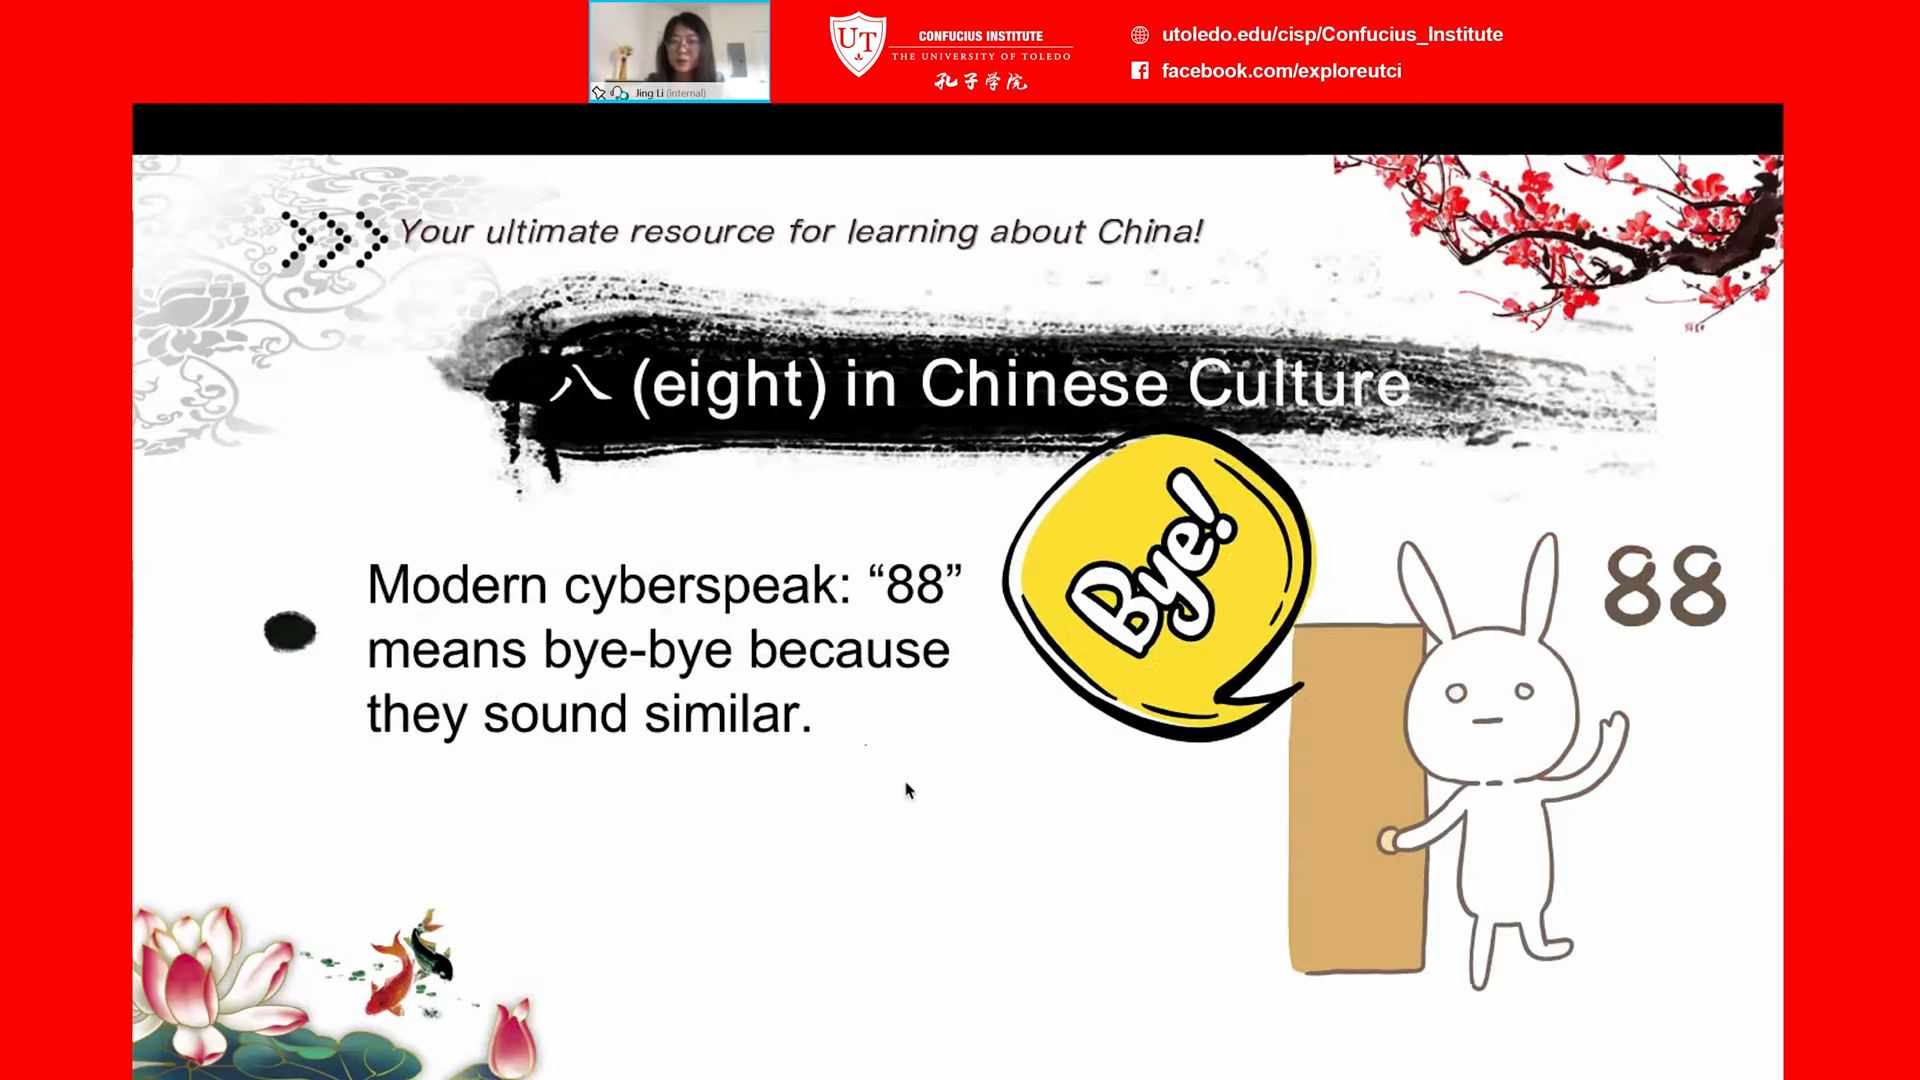 Jing Li (internal)
UT
CONFUCIUS INSTITUTE
THE UNIVERSITY OF TOLEDO
孔子学院
utoledo.edu/cisp/Confucius_Institute
facebook.com/exploreutci
Your ultimate resource for learning about China!
八 (eight) in Chinese Culture
Modern cyberspeak: “88”
means bye-bye because
they sound similar.
Bye!
88